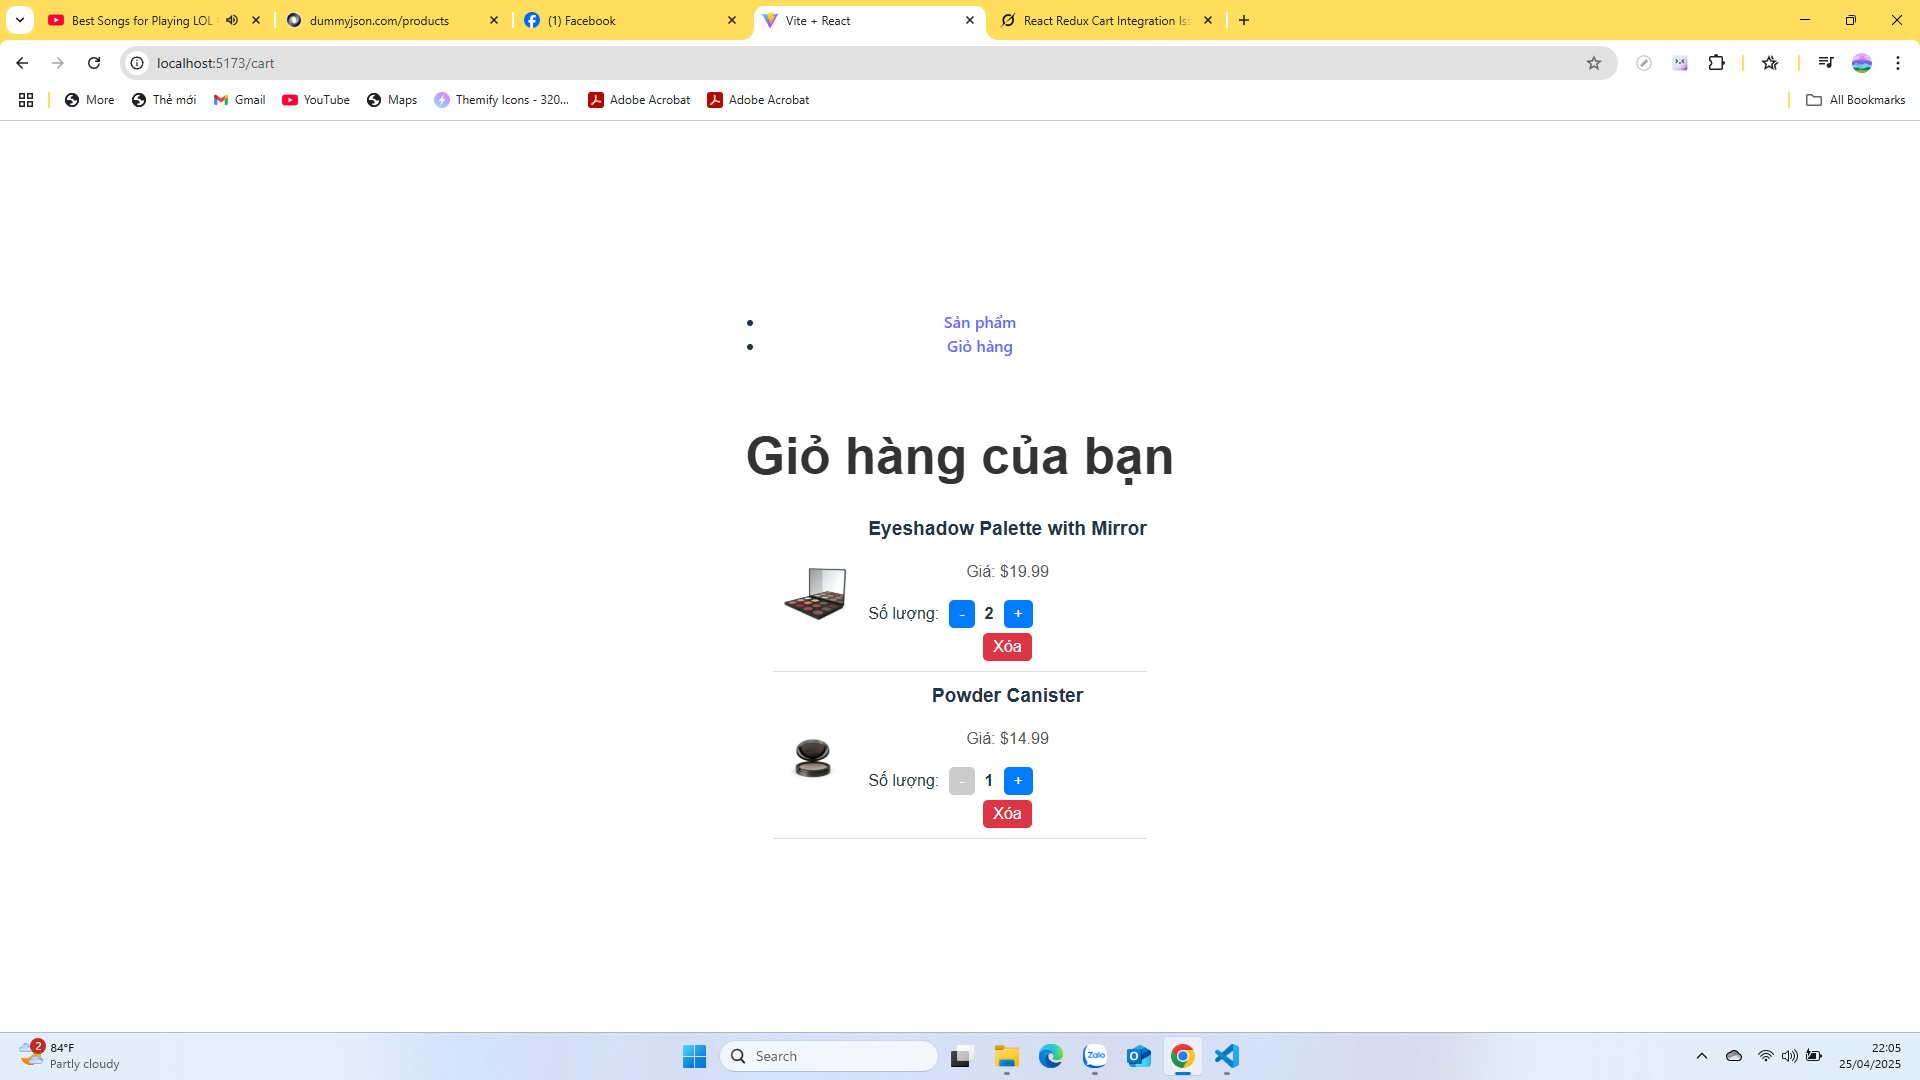 Best Songs for Playing LOL
dummyjson.com/products
(1) Facebook
Vite + React
React Redux Cart Integration Iss
localhost:5173/cart
More
Thẻ mới
Gmail
YouTube
Maps
Themify Icons - 320...
Adobe Acrobat
Adobe Acrobat
All Bookmarks
Sản phẩm
Giỏ hàng
Giỏ hàng của bạn
Eyeshadow Palette with Mirror
Giá: $19.99
Số lượng: - 2 +
Xóa
Powder Canister
Giá: $14.99
Số lượng: - 1 +
Xóa
2
84°F
Partly cloudy
Search
Zalo
22:05
25/04/2025